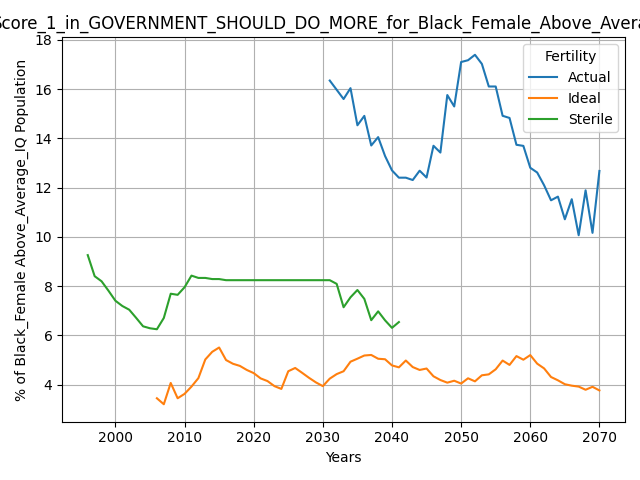 Score_1_in_GOVERNMENT_SHOULD_DO_MORE_for_Black_Female_Above_Avera
% of Black_Female Above_Average_IQ Population
18
16
14
12
10
8
6
4
Fertility
Actual
Ideal
Sterile
2000 2010 2020 2030 2040 2050 2060 2070
Years